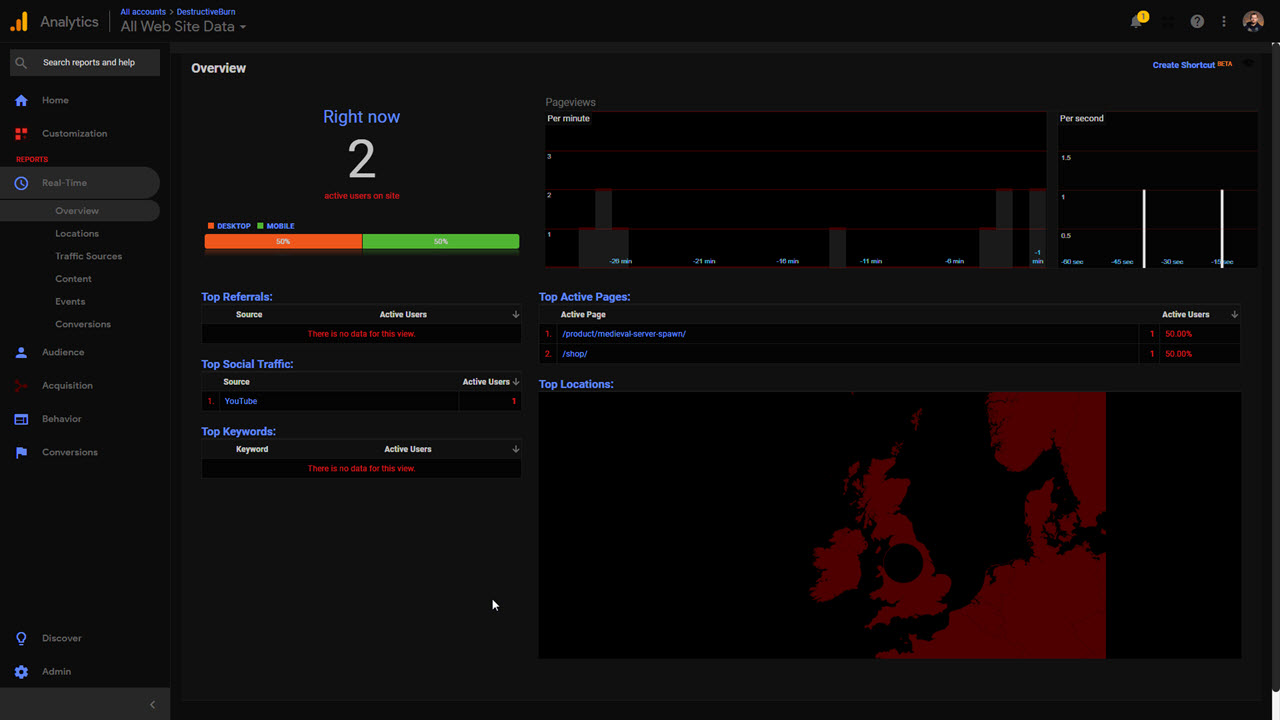 Analytics
All accounts > DestructiveBurn
All Web Site Data
1
Search reports and help
Home
Customization
REPORTS
Real-Time
Overview
Locations
Traffic Sources
Content
Events
Conversions
Audience
Acquisition
Behavior
Conversions
Discover
Admin
Overview
Create Shortcut BETA
Right now
2
active users on site
DESKTOP MOBILE
50% 50%
Pageviews
Per minute
3
2
1
-26 min -21 min -16 min -11 min -6 min -1 min
Per second
1.5
1
0.5
-60 sec -45 sec -30 sec -15 sec
Top Referrals:
Source Active Users
There is no data for this view.
Top Social Traffic:
Source Active Users
1. YouTube 1
Top Keywords:
Keyword Active Users
There is no data for this view.
Top Active Pages:
Active Page Active Users
1. /product/medieval-server-spawn/ 1 50.00%
2. /shop/ 1 50.00%
Top Locations: